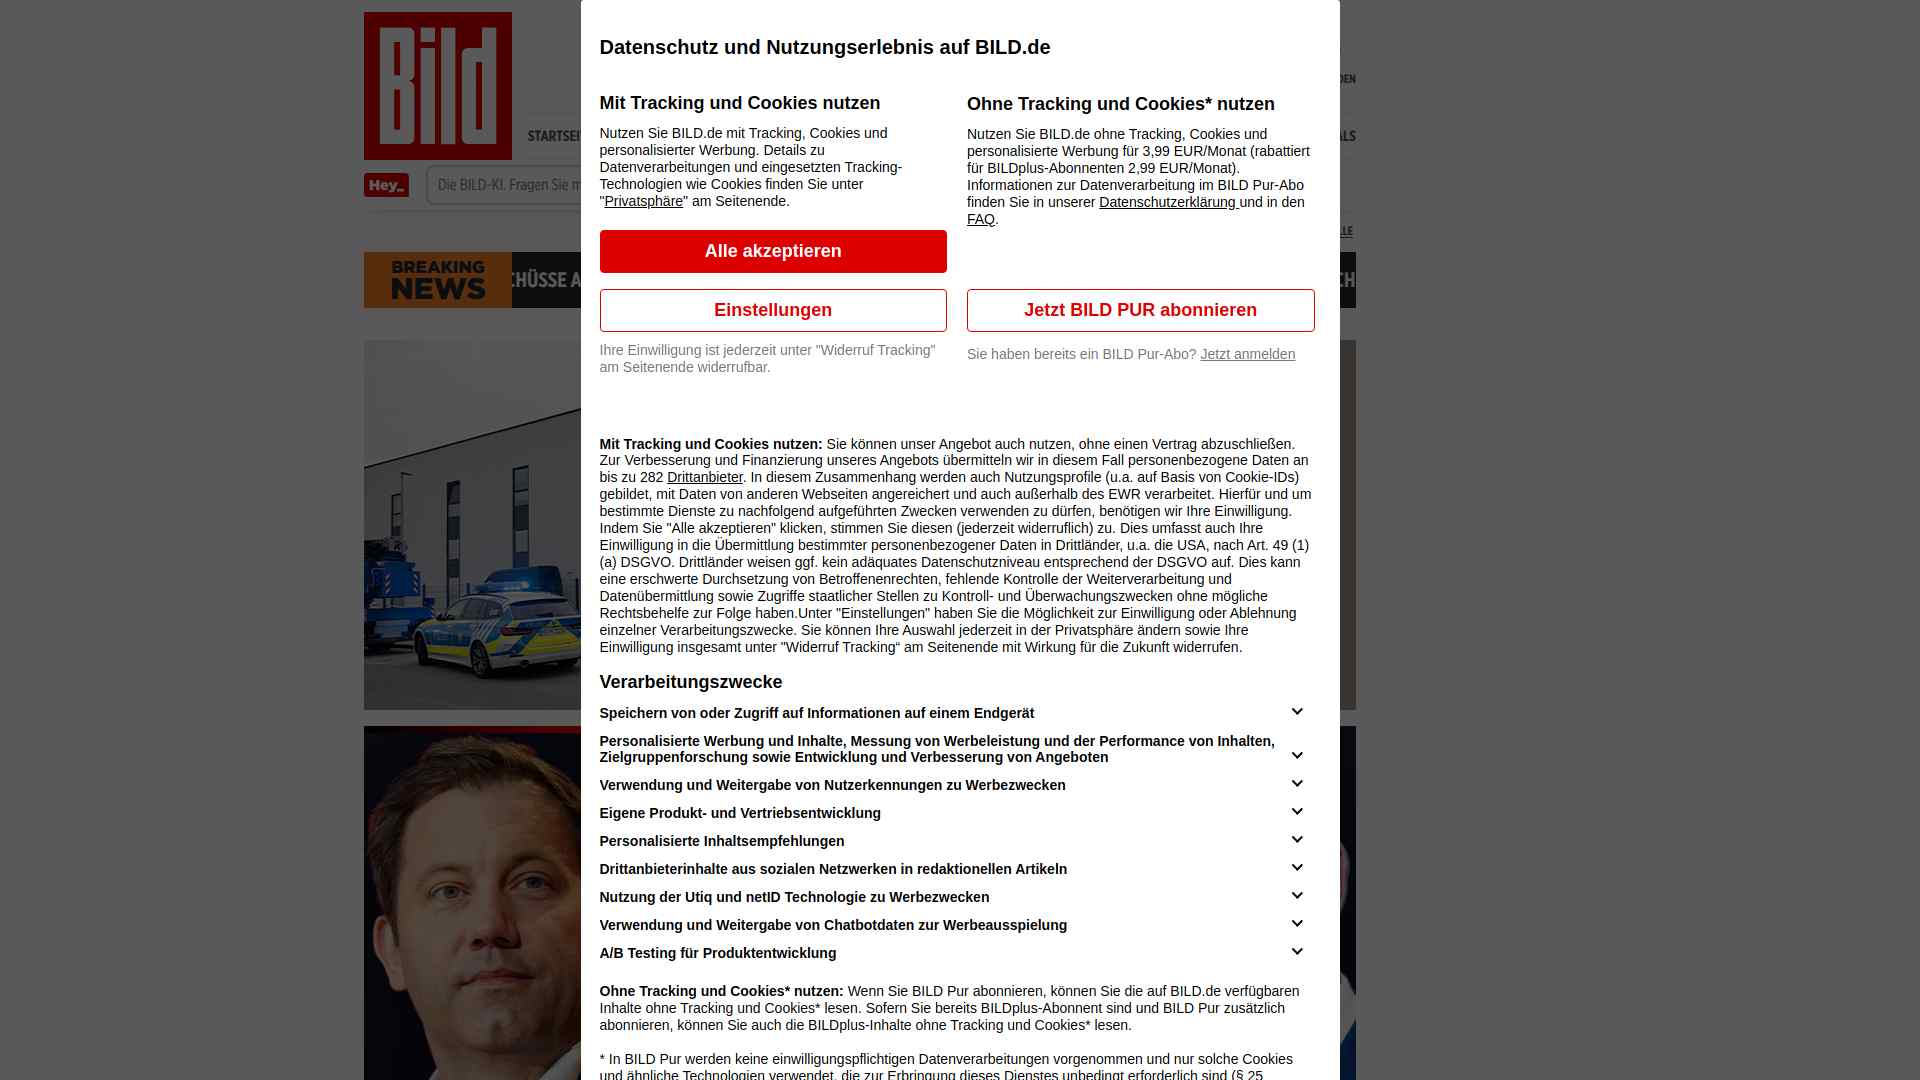 Bild
DEN
STARTSEI
ALS
Hey_
Die BILD-KI. Fragen Sie m
LLE
BREAKING
NEWS
CHÜSSE A
CH
Datenschutz und Nutzungserlebnis auf BILD.de
Mit Tracking und Cookies nutzen
Nutzen Sie BILD.de mit Tracking, Cookies und
personalisierter Werbung. Details zu
Datenverarbeitungen und eingesetzten Tracking-
Technologien wie Cookies finden Sie unter
"Privatsphäre" am Seitenende.
Alle akzeptieren
Einstellungen
Ihre Einwilligung ist jederzeit unter "Widerruf Tracking"
am Seitenende widerrufbar.
Ohne Tracking und Cookies* nutzen
Nutzen Sie BILD.de ohne Tracking, Cookies und
personalisierte Werbung für 3,99 EUR/Monat (rabattiert
für BILDplus-Abonnenten 2,99 EUR/Monat).
Informationen zur Datenverarbeitung im BILD Pur-Abo
finden Sie in unserer Datenschutzerklärung und in den
FAQ.
Jetzt BILD PUR abonnieren
Sie haben bereits ein BILD Pur-Abo? Jetzt anmelden
Mit Tracking und Cookies nutzen: Sie können unser Angebot auch nutzen, ohne einen Vertrag abzuschließen.
Zur Verbesserung und Finanzierung unseres Angebots übermitteln wir in diesem Fall personenbezogene Daten an
bis zu 282 Drittanbieter. In diesem Zusammenhang werden auch Nutzungsprofile (u.a. auf Basis von Cookie-IDs)
gebildet, mit Daten von anderen Webseiten angereichert und auch außerhalb des EWR verarbeitet. Hierfür und um
bestimmte Dienste zu nachfolgend aufgeführten Zwecken verwenden zu dürfen, benötigen wir Ihre Einwilligung.
Indem Sie "Alle akzeptieren" klicken, stimmen Sie diesen (jederzeit widerruflich) zu. Dies umfasst auch Ihre
Einwilligung in die Übermittlung bestimmter personenbezogener Daten in Drittländer, u.a. die USA, nach Art. 49 (1)
(a) DSGVO. Drittländer weisen ggf. kein adäquates Datenschutzniveau entsprechend der DSGVO auf. Dies kann
eine erschwerte Durchsetzung von Betroffenenrechten, fehlende Kontrolle der Weiterverarbeitung und
Datenübermittlung sowie Zugriffe staatlicher Stellen zu Kontroll- und Überwachungszwecken ohne mögliche
Rechtsbehelfe zur Folge haben.Unter "Einstellungen" haben Sie die Möglichkeit zur Einwilligung oder Ablehnung
einzelner Verarbeitungszwecke. Sie können Ihre Auswahl jederzeit in der Privatsphäre ändern sowie Ihre
Einwilligung insgesamt unter "Widerruf Tracking“ am Seitenende mit Wirkung für die Zukunft widerrufen.
Verarbeitungszwecke
Speichern von oder Zugriff auf Informationen auf einem Endgerät
Personalisierte Werbung und Inhalte, Messung von Werbeleistung und der Performance von Inhalten,
Zielgruppenforschung sowie Entwicklung und Verbesserung von Angeboten
Verwendung und Weitergabe von Nutzerkennungen zu Werbezwecken
Eigene Produkt- und Vertriebsentwicklung
Personalisierte Inhaltsempfehlungen
Drittanbieterinhalte aus sozialen Netzwerken in redaktionellen Artikeln
Nutzung der Utiq und netID Technologie zu Werbezwecken
Verwendung und Weitergabe von Chatbotdaten zur Werbeausspielung
A/B Testing für Produktentwicklung
Ohne Tracking und Cookies* nutzen: Wenn Sie BILD Pur abonnieren, können Sie die auf BILD.de verfügbaren
Inhalte ohne Tracking und Cookies* lesen. Sofern Sie bereits BILDplus-Abonnent sind und BILD Pur zusätzlich
abonnieren, können Sie auch die BILDplus-Inhalte ohne Tracking und Cookies* lesen.
* In BILD Pur werden keine einwilligungspflichtigen Datenverarbeitungen vorgenommen und nur solche Cookies
und ähnliche Technologien verwendet, die zur Erbringung dieses Dienstes unbedingt erforderlich sind (§ 25